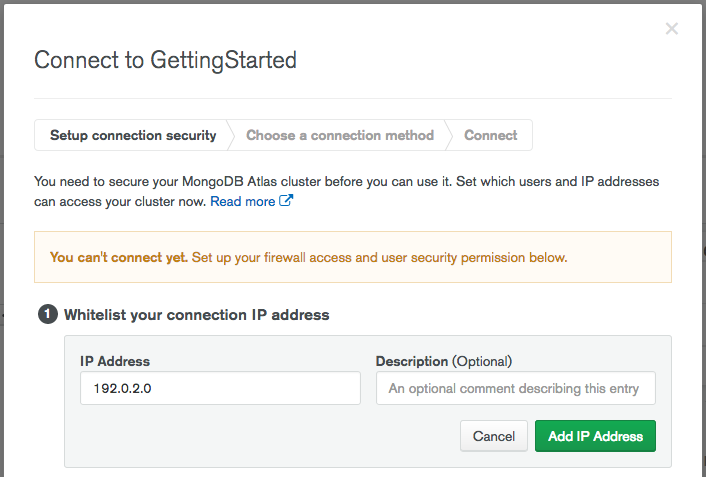 Connect to GettingStarted
Setup connection security Choose a connection method Connect
You need to secure your MongoDB Atlas cluster before you can use it. Set which users and IP addresses
can access your cluster now. Read more
You can't connect yet. Set up your firewall access and user security permission below.
1 Whitelist your connection IP address
IP Address Description (Optional)
192.0.2.0 An optional comment describing this entry
Cancel Add IP Address